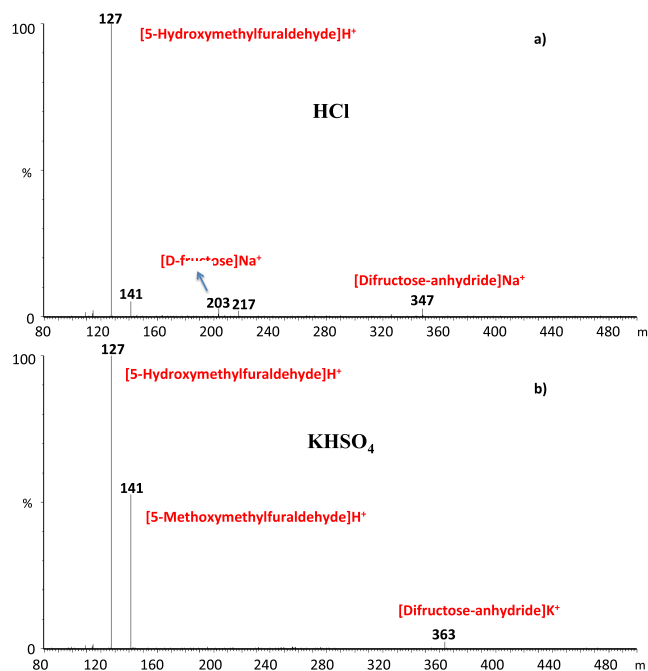 100
127
[5-Hydroxymethylfuraldehyde]H⁺
a)
HCl
%
[D-fructose]Na⁺
[Difructose-anhydride]Na⁺
141
203
217
347
0
80 120 160 200 240 280 320 360 400 440 480 m
100
127
[5-Hydroxymethylfuraldehyde]H⁺
b)
KHSO₄
141
%
[5-Methoxymethylfuraldehyde]H⁺
[Difructose-anhydride]K⁺
363
0
80 120 160 200 240 280 320 360 400 440 480 m